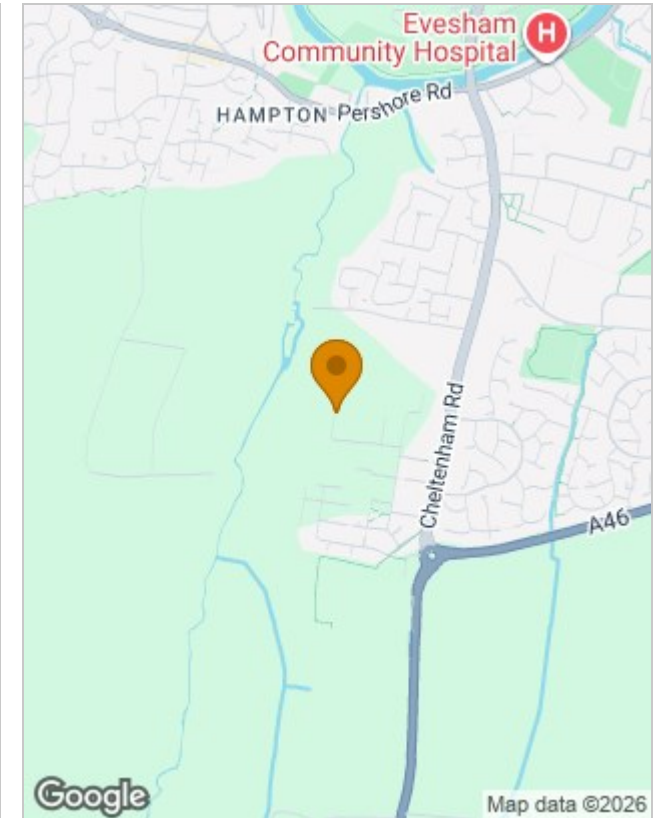 Evesham
Community Hospital
H
HAMPTON
Pershore Rd
Cheltenham Rd
A46
Google
Map data ©2026